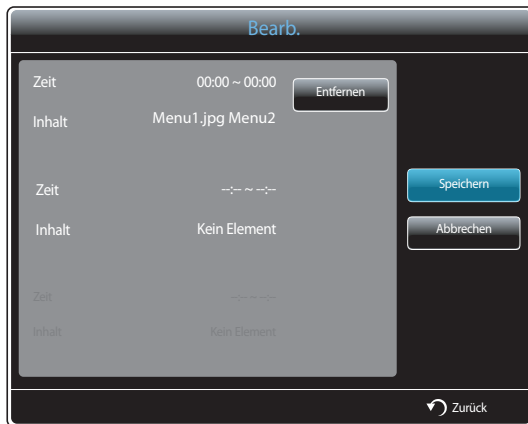 Bearb.
Zeit 00:00 ~ 00:00
Entfernen
Inhalt Menu1.jpg Menu2
Zeit --:-- ~ --:--
Speichern
Inhalt Kein Element
Abbrechen
Zeit --:-- ~ --:--
Inhalt Kein Element
Zurück